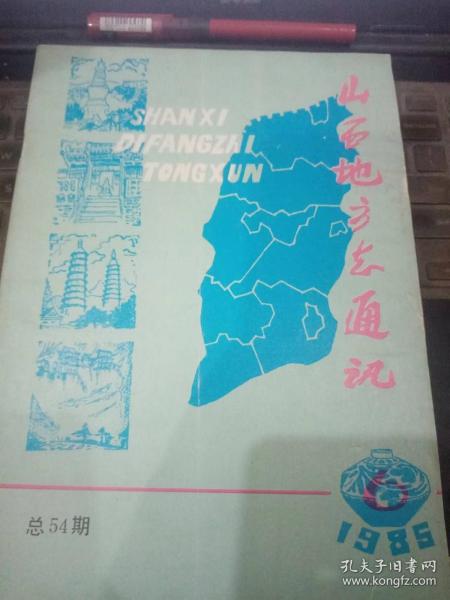 SHANXI
DIFANGZHI
TONGXUN
山西地方志通讯
6
1985
总54期
孔夫子旧书网
www.kongfz.com